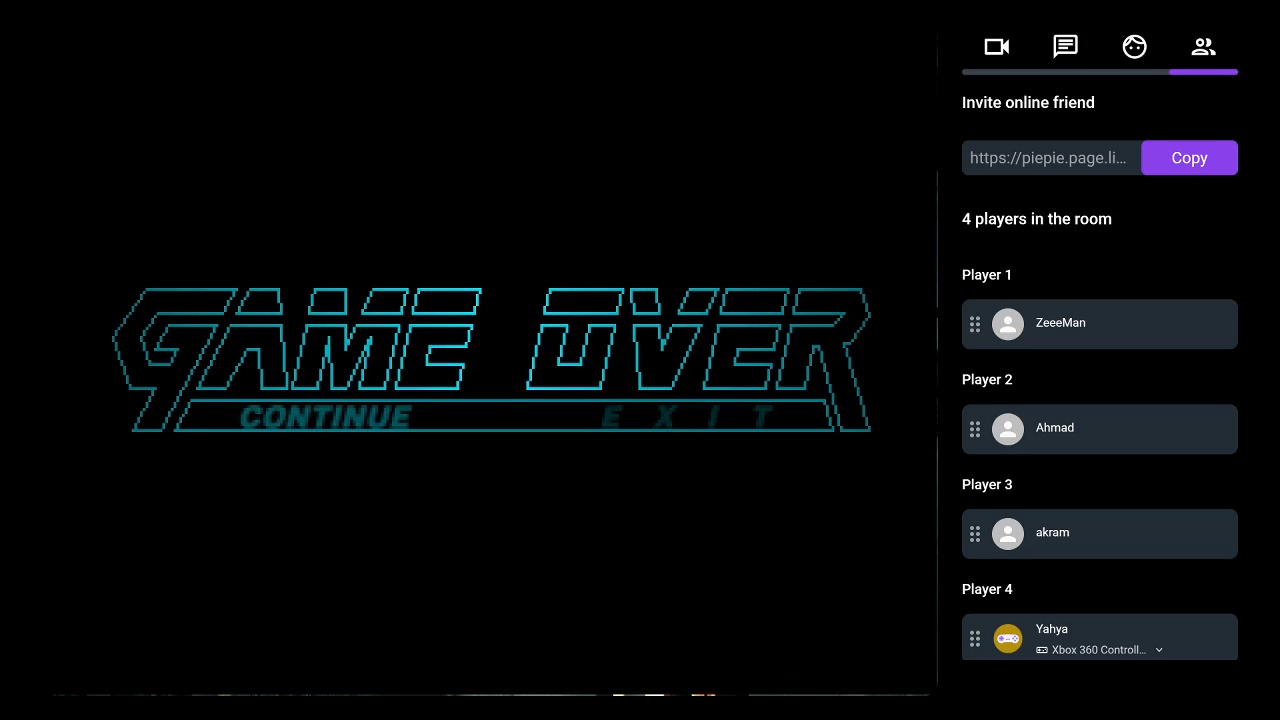 GAME OVER
CONTINUE EXIT
Invite online friend
https://piepie.page.li... Copy
4 players in the room
Player 1
ZeeeMan
Player 2
Ahmad
Player 3
akram
Player 4
Yahya
Xbox 360 Controll...